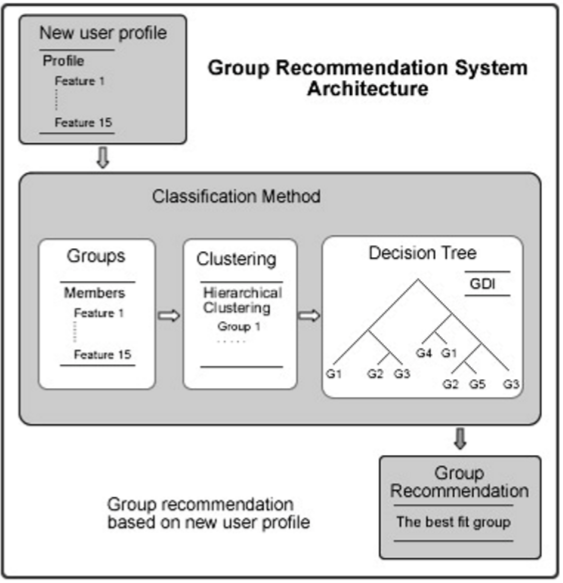 New user profile
Profile
Feature 1
Feature 15
Group Recommendation System
Architecture
Classification Method
Groups
Members
Feature 1
Feature 15
Clustering
Hierarchical
Clustering
Group 1
.....
Decision Tree
GDI
G1
G2
G3
G4
G1
G2
G5
G3
Group recommendation
based on new user profile
Group
Recommendation
The best fit group